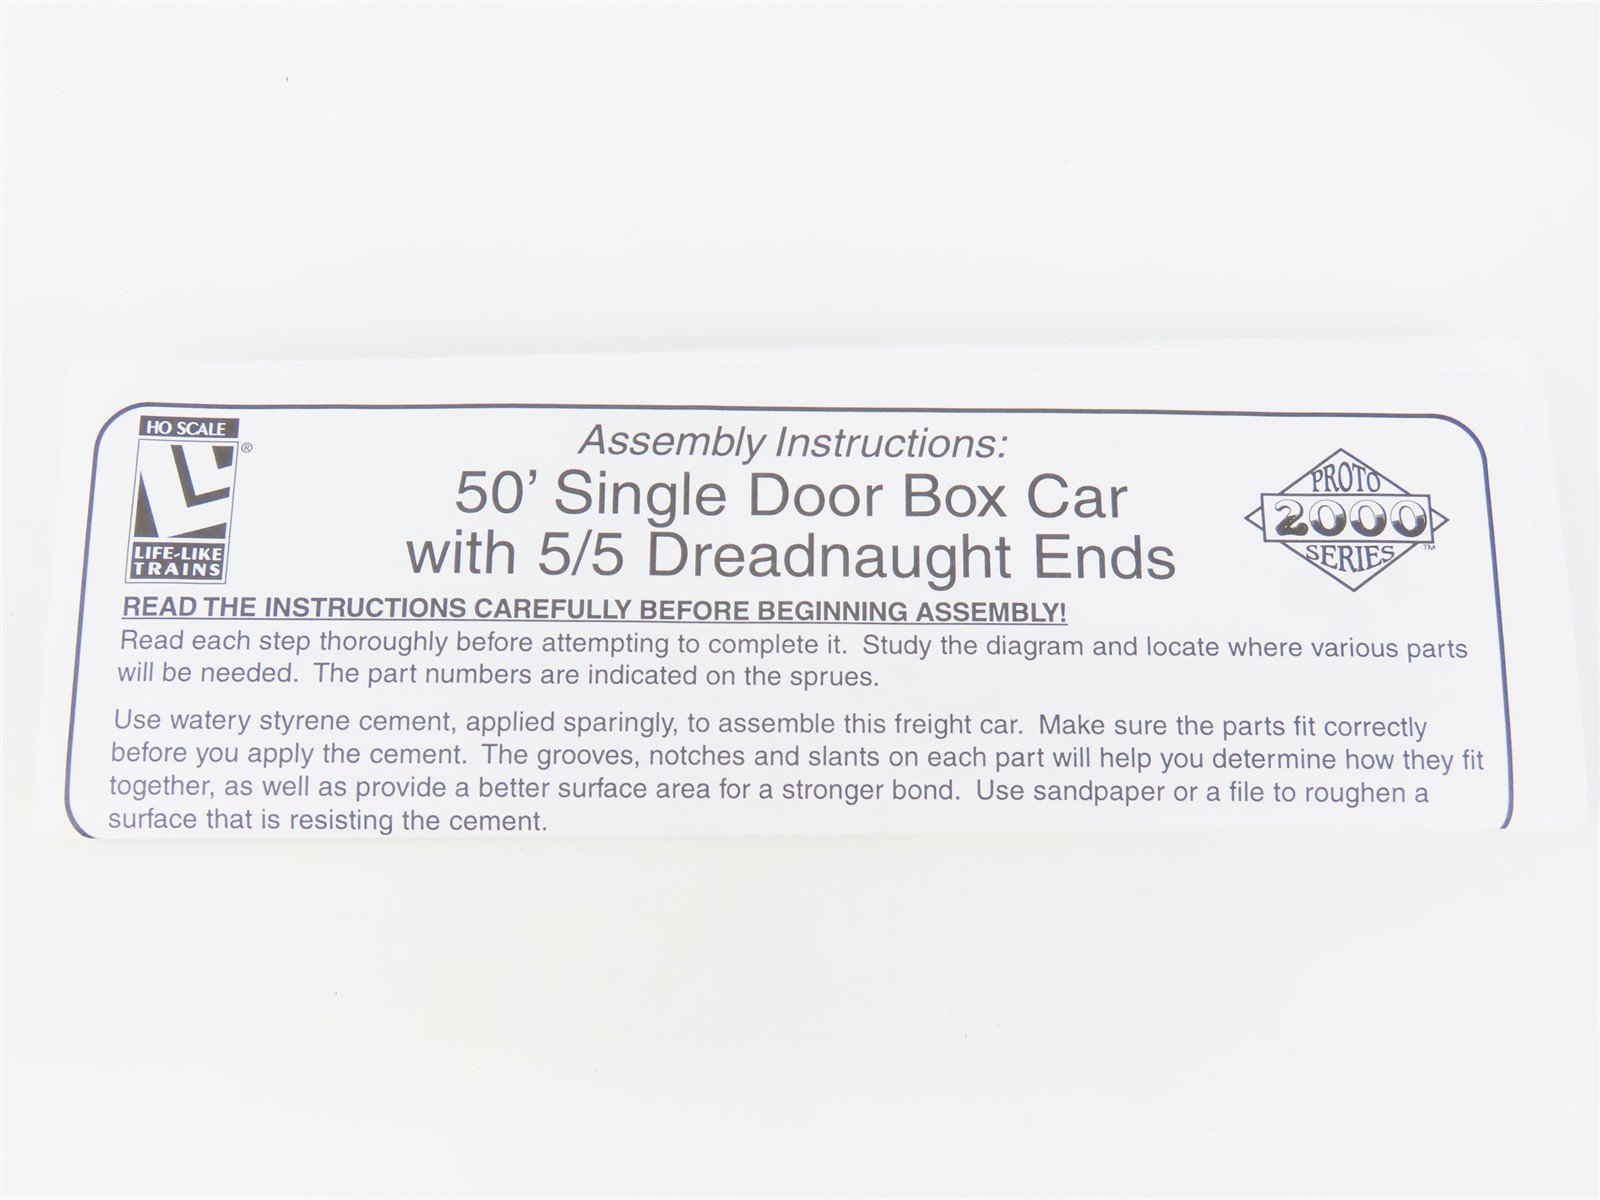 HO SCALE
®
LIFE-LIKE
TRAINS
Assembly Instructions:
50’ Single Door Box Car
with 5/5 Dreadnaught Ends
PROTO
2000
SERIES
™
READ THE INSTRUCTIONS CAREFULLY BEFORE BEGINNING ASSEMBLY!
Read each step thoroughly before attempting to complete it.  Study the diagram and locate where various parts
will be needed.  The part numbers are indicated on the sprues.
Use watery styrene cement, applied sparingly, to assemble this freight car.  Make sure the parts fit correctly
before you apply the cement.  The grooves, notches and slants on each part will help you determine how they fit
together, as well as provide a better surface area for a stronger bond.  Use sandpaper or a file to roughen a
surface that is resisting the cement.